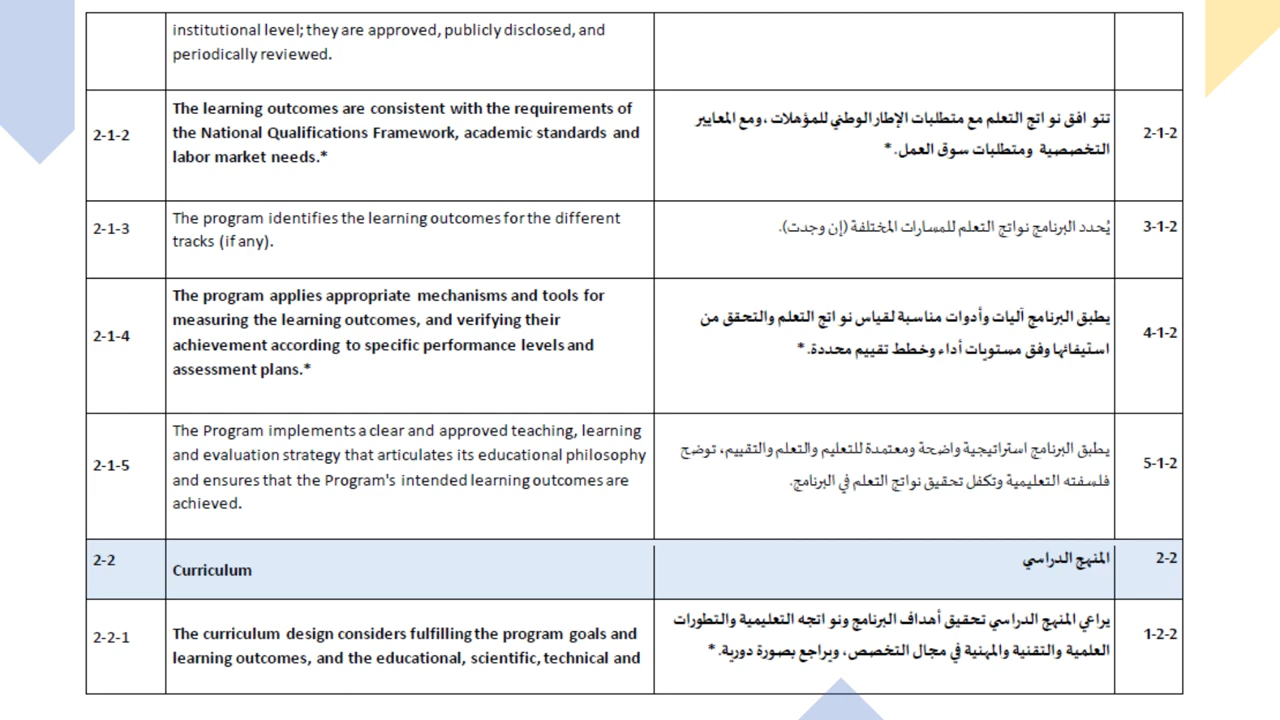 institutional level; they are approved, publicly disclosed, and
periodically reviewed.
2-1-2
The learning outcomes are consistent with the requirements of
the National Qualifications Framework, academic standards and
labor market needs.*
تتوافق نواتج التعلم مع متطلبات الإطار الوطني للمؤهلات ،ومع المعايير
التخصصية ومتطلبات سوق العمل. *
2-1-2
2-1-3
The program identifies the learning outcomes for the different
tracks (if any).
يُحدد البرنامج نواتج التعلم للمسارات المختلفة (إن وجدت).
3-1-2
2-1-4
The program applies appropriate mechanisms and tools for
measuring the learning outcomes, and verifying their
achievement according to specific performance levels and
assessment plans.*
يطبق البرنامج آليات وأدوات مناسبة لقياس نواتج التعلم والتحقق من
استيفائها وفق مستويات أداء وخطط تقييم محددة. *
4-1-2
2-1-5
The Program implements a clear and approved teaching, learning
and evaluation strategy that articulates its educational philosophy
and ensures that the Program's intended learning outcomes are
achieved.
يطبق البرنامج استراتيجية واضحة ومعتمدة للتعليم والتعلم والتقييم، توضح
فلسفته التعليمية وتكفل تحقيق نواتج التعلم في البرنامج.
5-1-2
2-2
Curriculum
المنهج الدراسي
2-2
2-2-1
The curriculum design considers fulfilling the program goals and
learning outcomes, and the educational, scientific, technical and
يراعي المنهج الدراسي تحقيق أهداف البرنامج ونواتجه التعليمية والتطورات
العلمية والتقنية والمهنية في مجال التخصص، ويراجع بصورة دورية. *
1-2-2